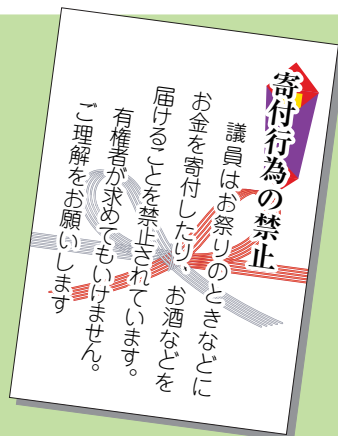 寄付行為の禁止
議員はお祭りのときなどに
お金を寄付したり、お酒などを
届けることを禁止されています。
有権者が求めてもいけません。
ご理解をお願いします